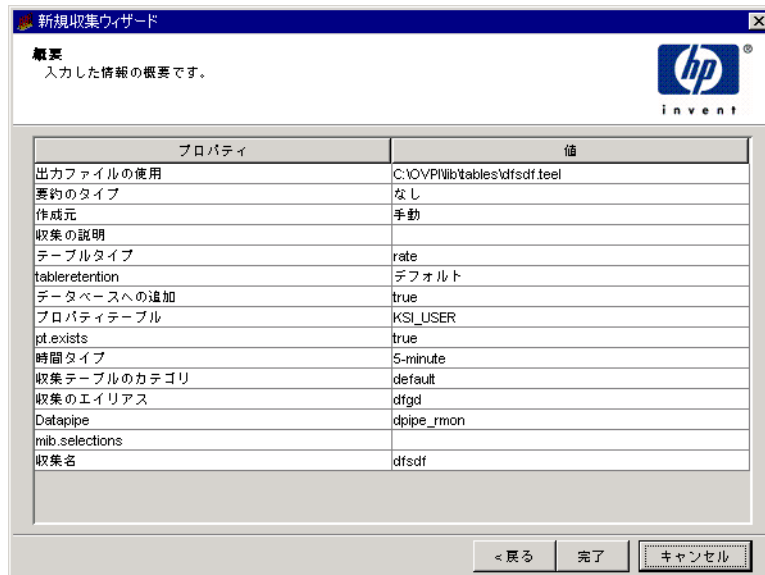 新規収集ウィザード
概要
入力した情報の概要です。
hp
®
invent
プロパティ 値
出力ファイルの使用 C:\OVPI\lib\tables\dfsdf.teel
要約のタイプ なし
作成元 手動
収集の説明
テーブルタイプ rate
tableretention デフォルト
データベースへの追加 true
プロパティテーブル KSI_USER
pt.exists true
時間タイプ 5-minute
収集テーブルのカテゴリ default
収集のエイリアス dfgd
Datapipe dpipe_rmon
mib.selections
収集名 dfsdf
<戻る 完了 キャンセル